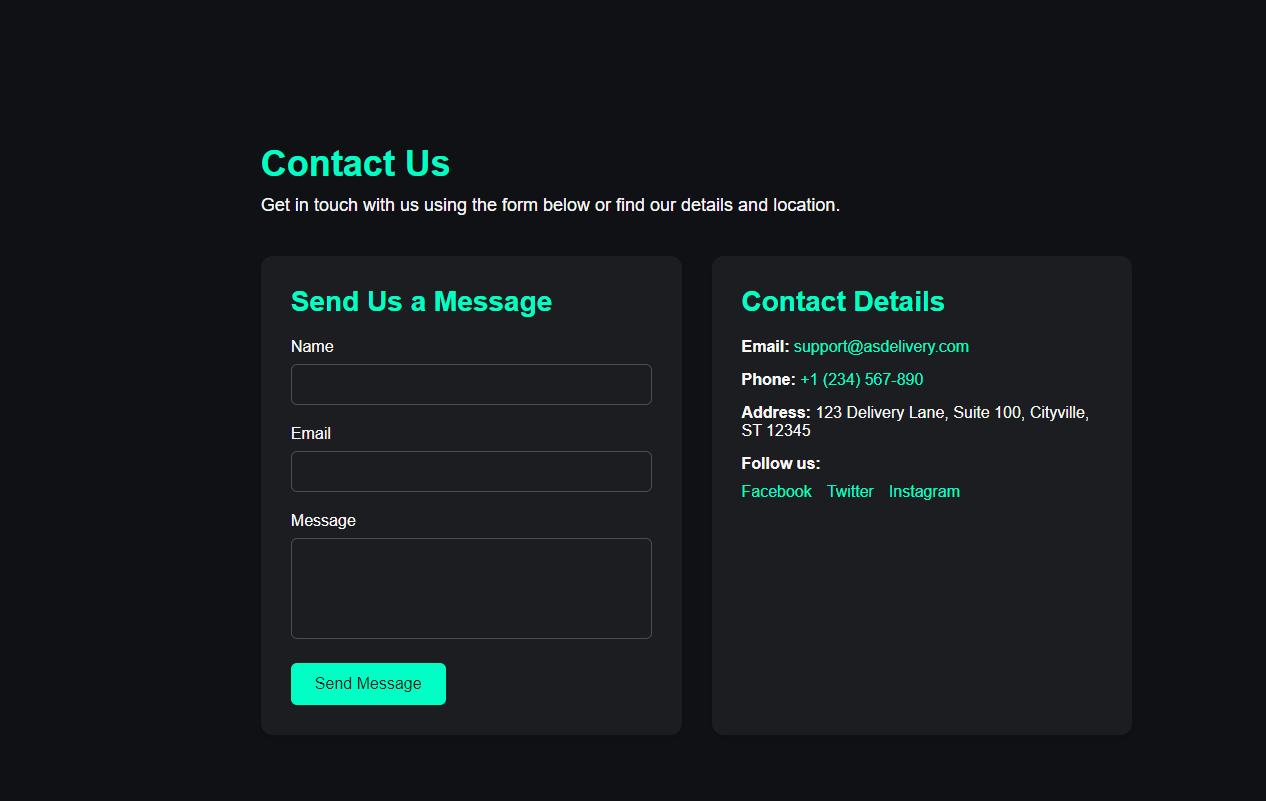 Contact Us
Get in touch with us using the form below or find our details and location.
Send Us a Message
Name
Email
Message
Send Message
Contact Details
Email: support@asdelivery.com
Phone: +1 (234) 567-890
Address: 123 Delivery Lane, Suite 100, Cityville,
ST 12345
Follow us:
Facebook Twitter Instagram